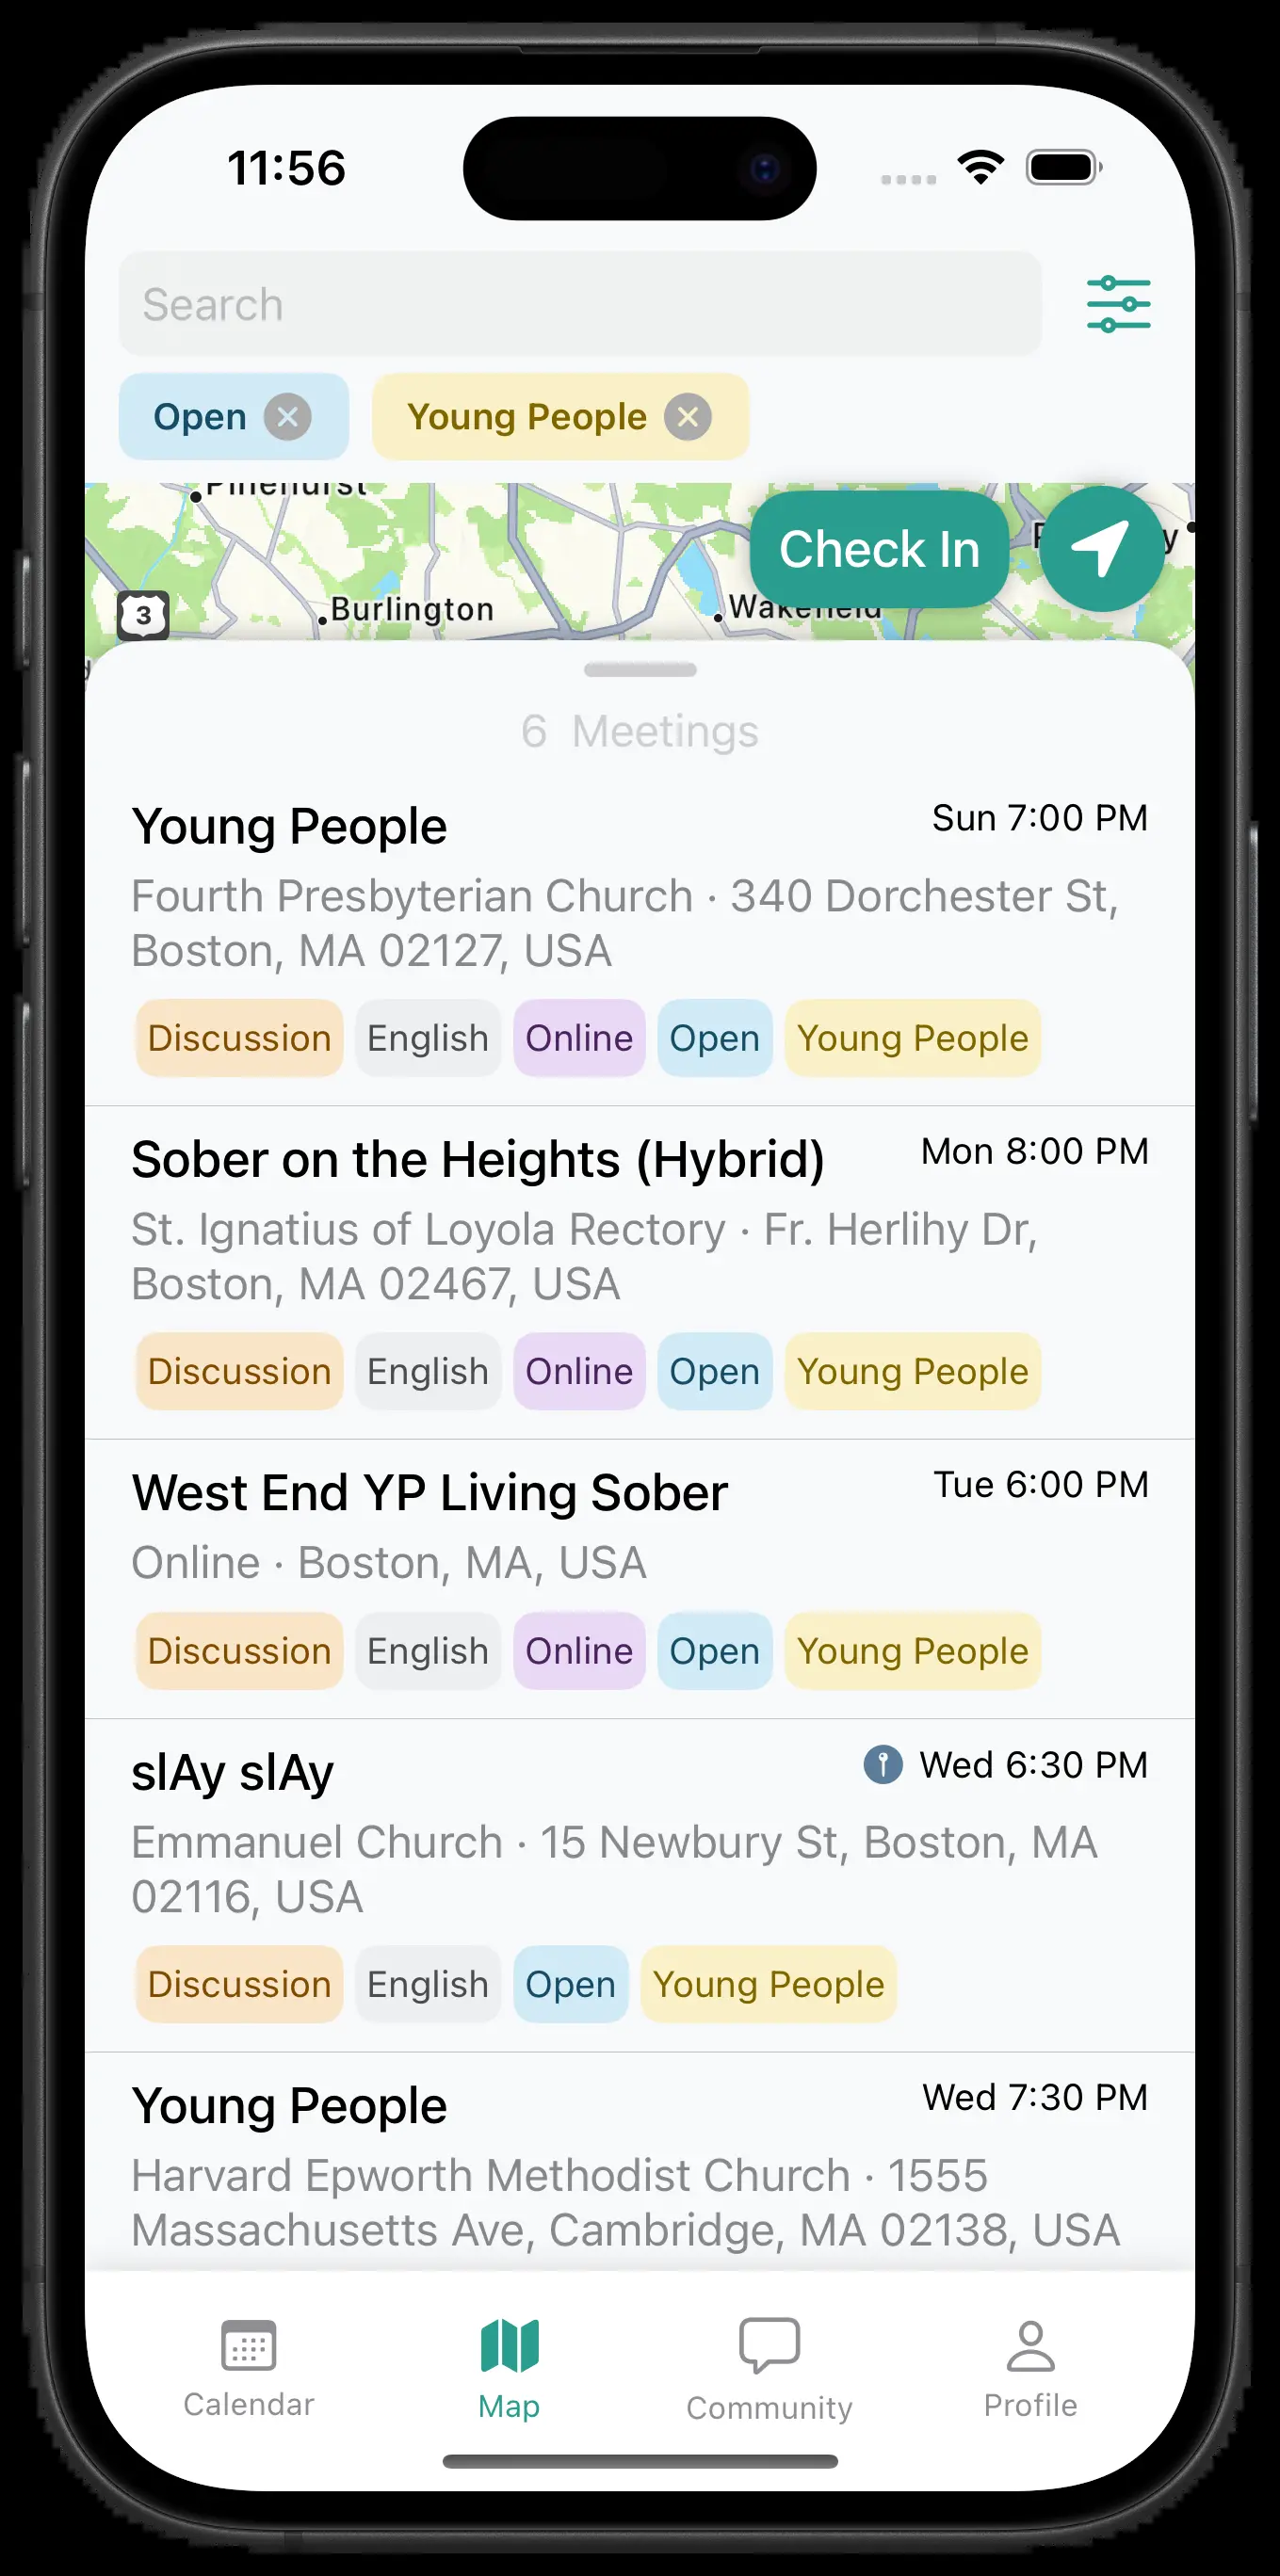 11:56
Search
Open
Young People
Pinehurst
Check In
3
Burlington
Wakefield
6 Meetings
Young People
Sun 7:00 PM
Fourth Presbyterian Church · 340 Dorchester St,
Boston, MA 02127, USA
Discussion English Online Open Young People
Sober on the Heights (Hybrid)
Mon 8:00 PM
St. Ignatius of Loyola Rectory · Fr. Herlihy Dr,
Boston, MA 02467, USA
Discussion English Online Open Young People
West End YP Living Sober
Tue 6:00 PM
Online · Boston, MA, USA
Discussion English Online Open Young People
slAy slAy
Wed 6:30 PM
Emmanuel Church · 15 Newbury St, Boston, MA
02116, USA
Discussion English Open Young People
Young People
Wed 7:30 PM
Harvard Epworth Methodist Church · 1555
Massachusetts Ave, Cambridge, MA 02138, USA
Calendar
Map
Community
Profile